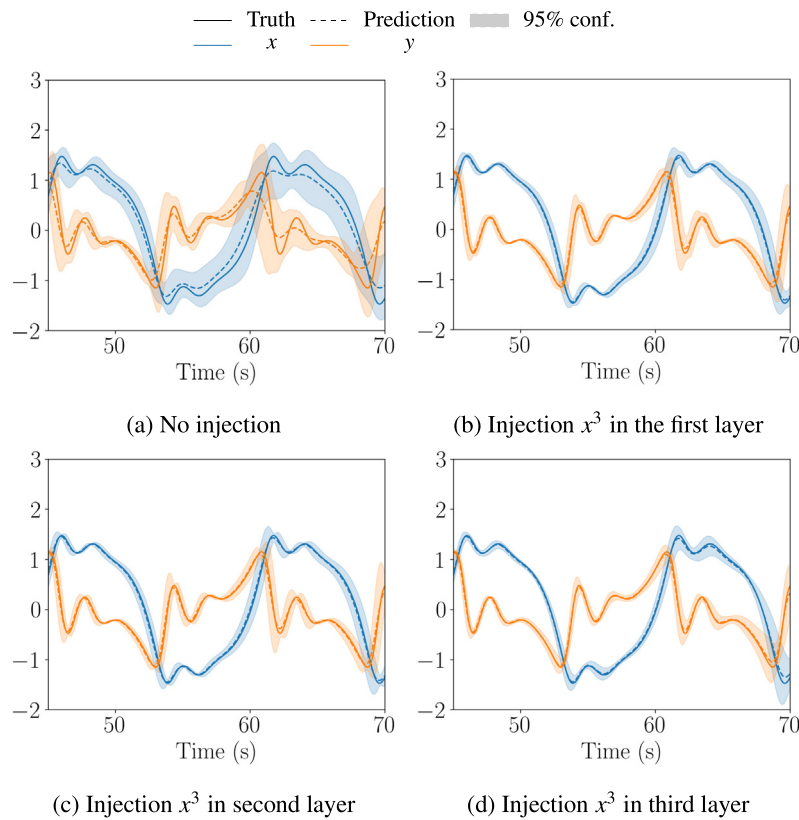 Truth Prediction 95% conf.
x y
3 3
2 2
1 1
0 0
−1 −1
−2 −2
50 60 70 50 60 70
Time (s) Time (s)
(a) No injection (b) Injection x³ in the first layer
3 3
2 2
1 1
0 0
−1 −1
−2 −2
50 60 70 50 60 70
Time (s) Time (s)
(c) Injection x³ in second layer (d) Injection x³ in third layer